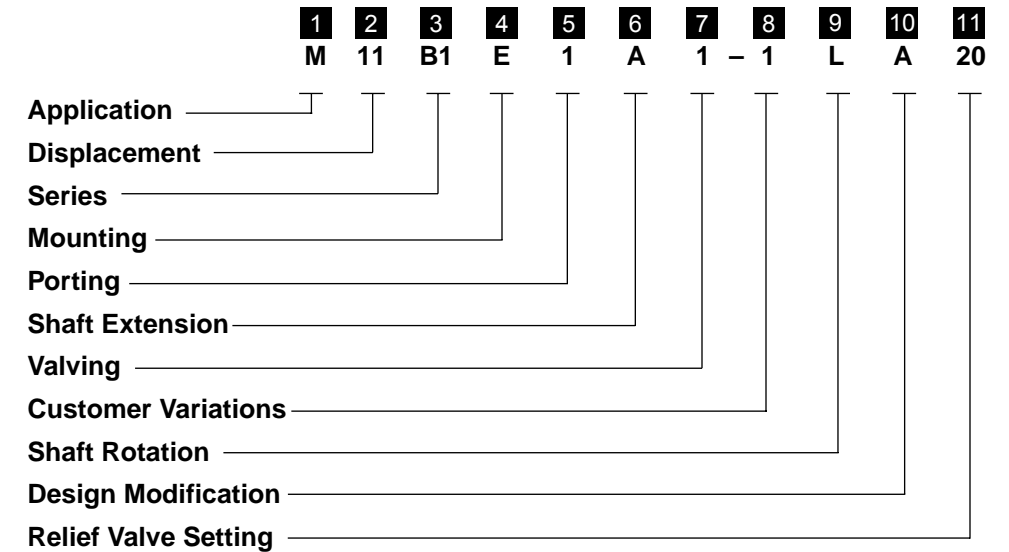 1 2 3 4 5 6 7 8 9 10 11
M 11 B1 E 1 A 1 – 1 L A 20
Application
Displacement
Series
Mounting
Porting
Shaft Extension
Valving
Customer Variations
Shaft Rotation
Design Modification
Relief Valve Setting